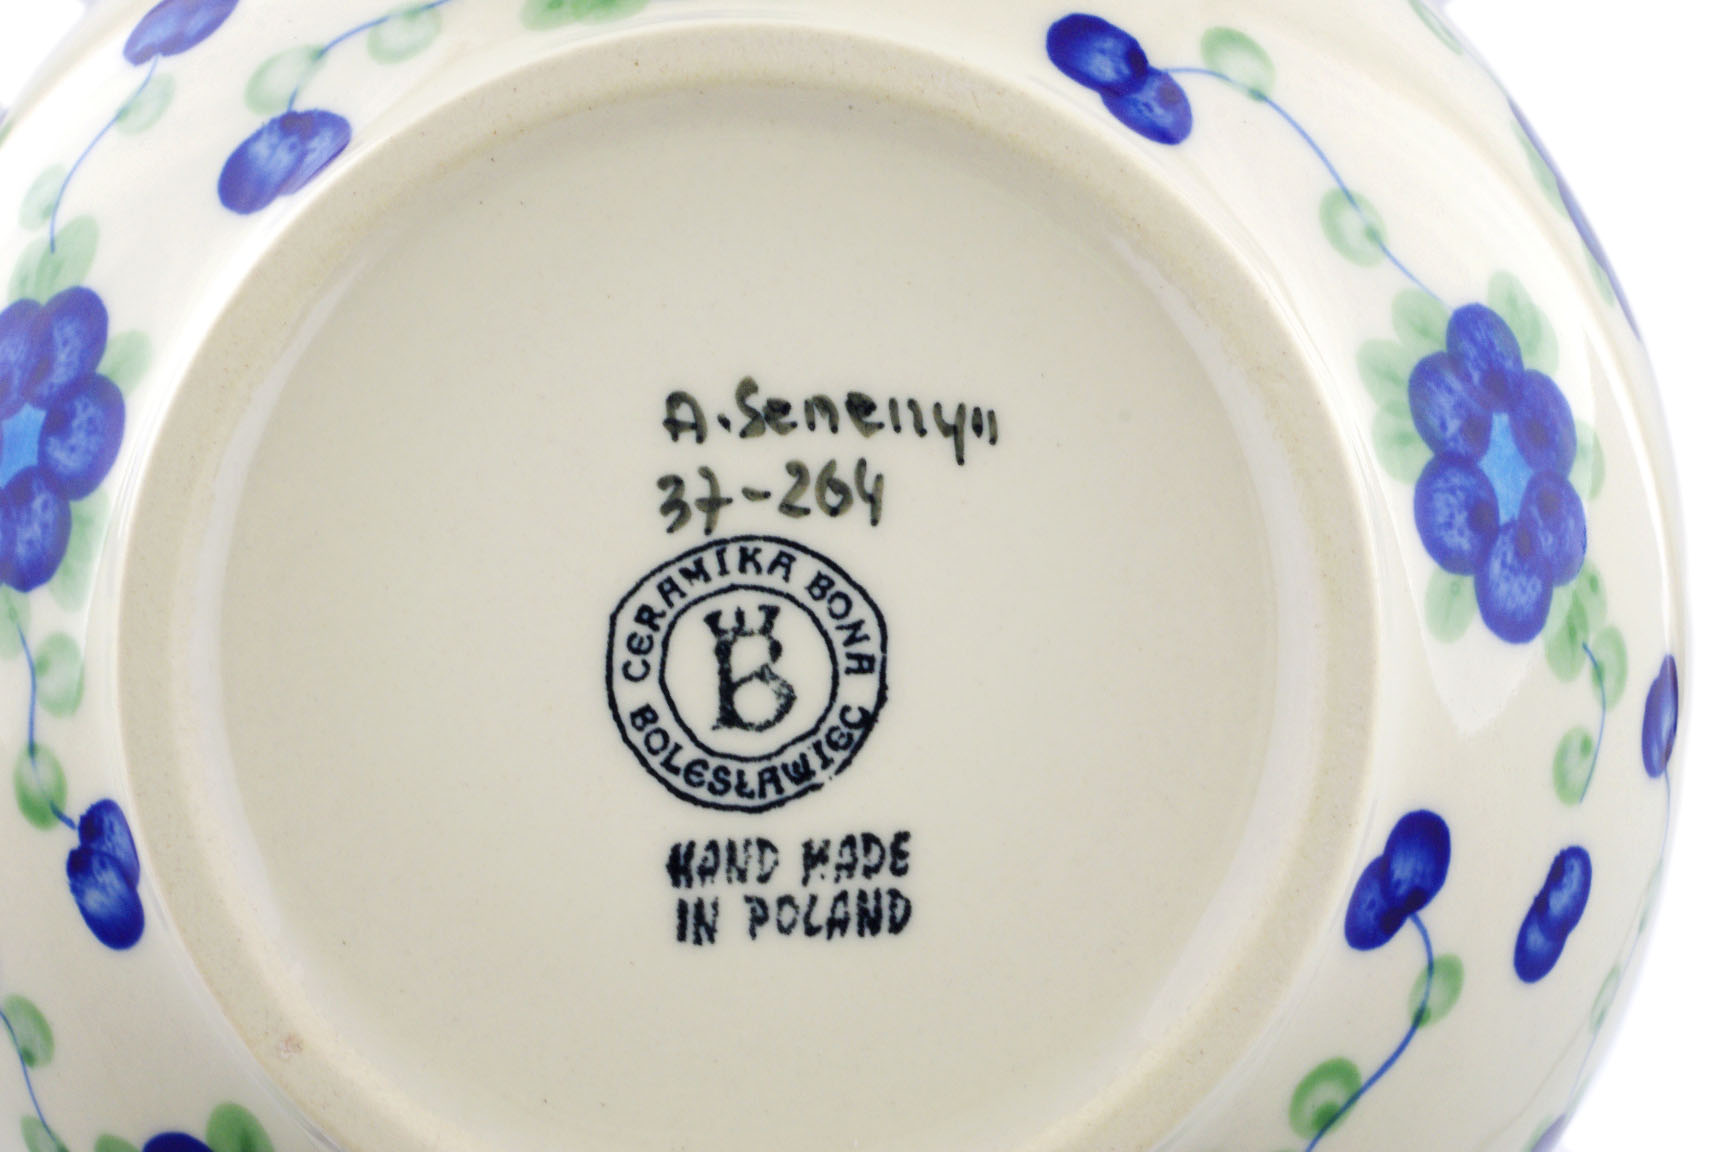 37-264
CERAMIKA BONA
B
BOLESŁAWIEC
HAND MADE
IN POLAND